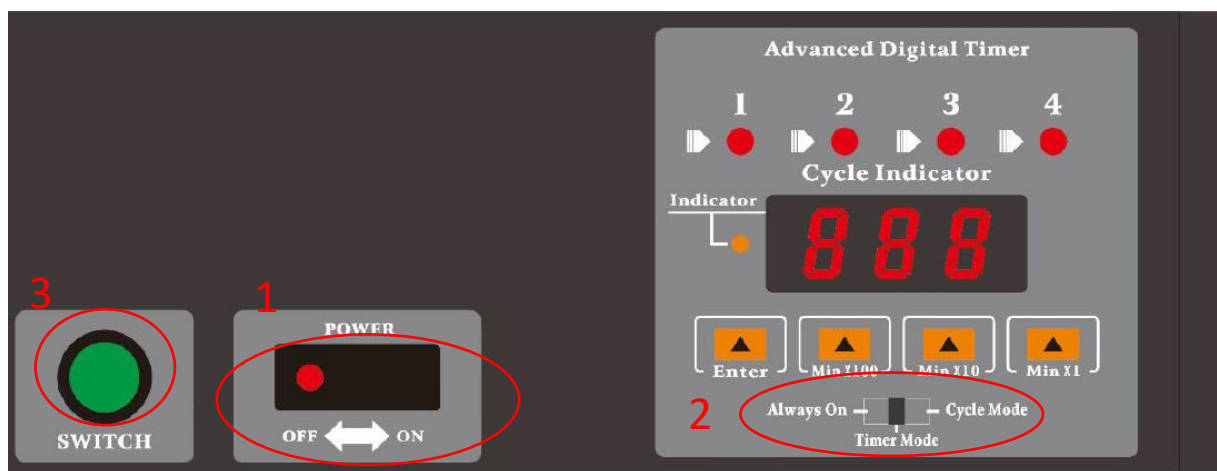 Advanced Digital Timer
1 2 3 4
Cycle Indicator
Indicator
888
3
SWITCH
1
POWER
OFF ON
Enter Min X100 Min X10 Min X1
2
Always On Cycle Mode
Timer Mode